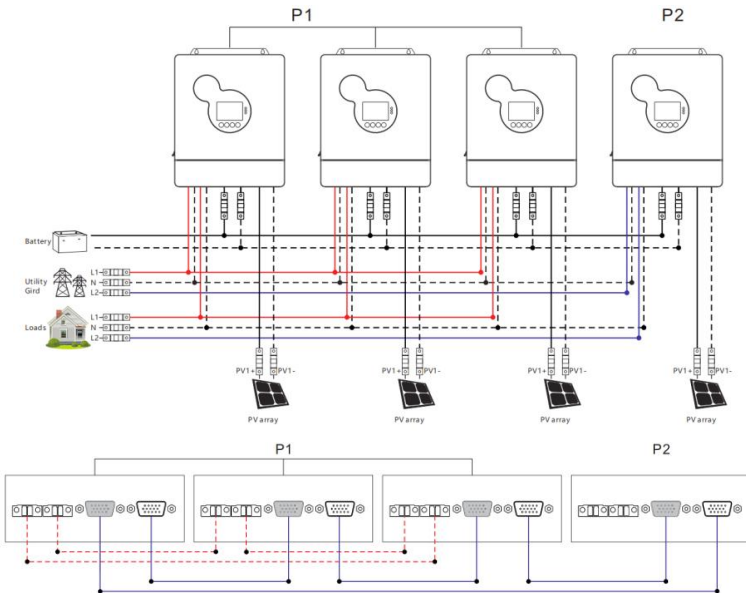 P1 P2
Battery
Utility
Gird
L1
N
L2
Loads
L1
N
L2
PV1+ PV1- PV1+ PV1- PV1+ PV1- PV1+ PV1-
PV array PV array PV array PV array
P1 P2